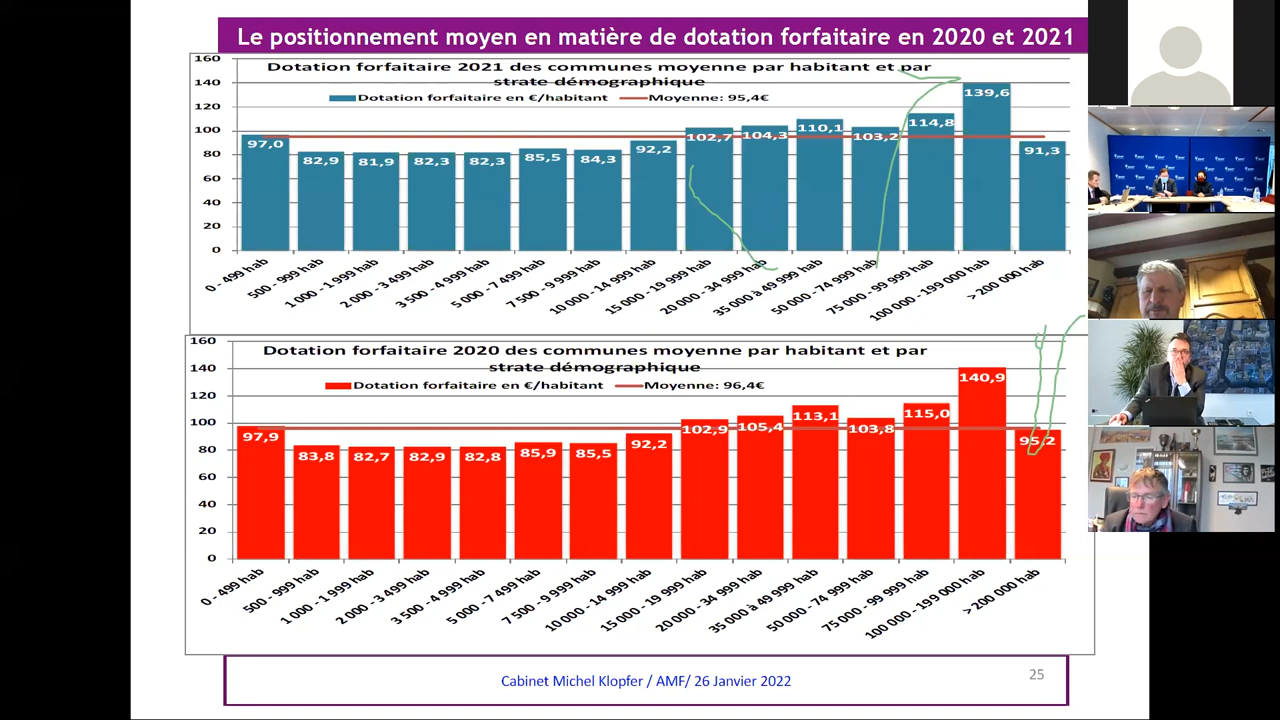 Le positionnement moyen en matière de dotation forfaitaire en 2020 et 2021
Dotation forfaitaire 2021 des communes moyenne par habitant et par
strate démographique
Dotation forfaitaire en €/habitant
Moyenne: 95,4€
160
140
120
100
80
60
40
20
0
97,0
82,9
81,9
82,3
82,3
85,5
84,3
92,2
102,7
104,3
110,1
103,2
114,8
139,6
91,3
0 - 499 hab
500 - 999 hab
1 000 - 1 999 hab
2 000 - 3 499 hab
3 500 - 4 999 hab
5 000 - 7 499 hab
7 500 - 9 999 hab
10 000 - 14 999 hab
15 000 - 19 999 hab
20 000 - 34 999 hab
35 000 à 49 999 hab
50 000 - 74 999 hab
75 000 - 99 999 hab
100 000 - 199 000 hab
> 200 000 hab
Dotation forfaitaire 2020 des communes moyenne par habitant et par
strate démographique
Dotation forfaitaire en €/habitant
Moyenne: 96,4€
160
140
120
100
80
60
40
20
0
97,9
83,8
82,7
82,9
82,8
85,9
85,5
92,2
102,9
105,4
113,1
103,8
115,0
140,9
95,2
0 - 499 hab
500 - 999 hab
1 000 - 1 999 hab
2 000 - 3 499 hab
3 500 - 4 999 hab
5 000 - 7 499 hab
7 500 - 9 999 hab
10 000 - 14 999 hab
15 000 - 19 999 hab
20 000 - 34 999 hab
35 000 à 49 999 hab
50 000 - 74 999 hab
75 000 - 99 999 hab
100 000 - 199 000 hab
> 200 000 hab
Cabinet Michel Klopfer / AMF/ 26 Janvier 2022
25